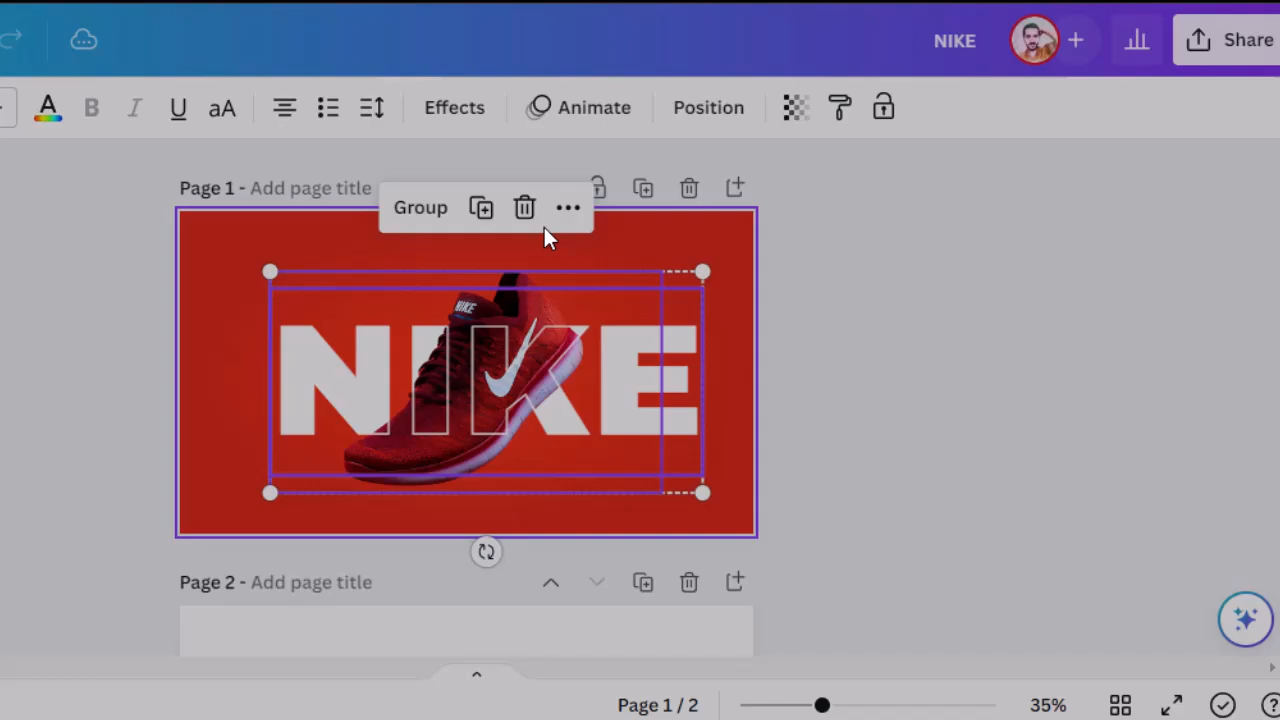 NIKE
Share
A B I U aA Effects Animate Position
Page 1 - Add page title
Group
NIKE
NIKE
Page 2 - Add page title
Page 1 / 2
35%
?